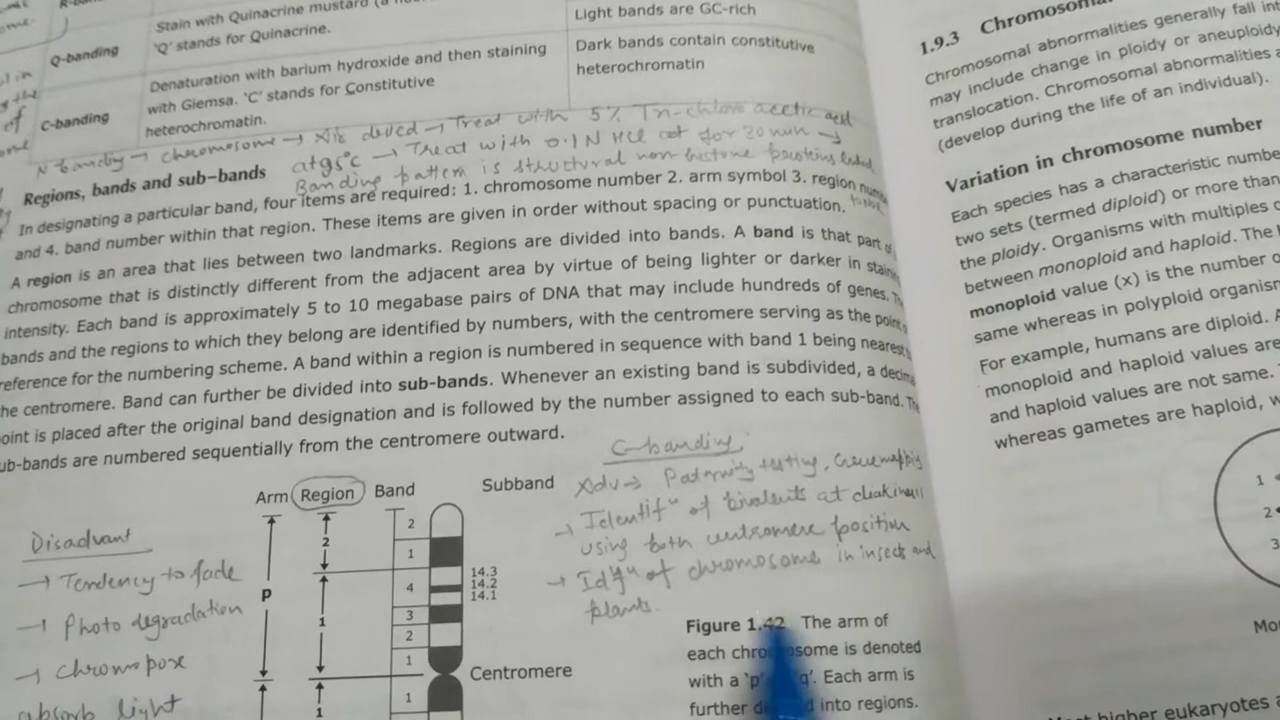 R-ban
Stain with Quinacrine mustard (a
Light bands are GC-rich
Q-banding
'Q' stands for Quinacrine.
Denaturation with barium hydroxide and then staining
Dark bands contain constitutive
C-banding
with Giemsa. 'C' stands for Constitutive
heterochromatin
heterochromatin.
N banding → chromosome → Air dried → Treat with 5% Tri-chloro acetic acid
at 95°c → Treat with 0.1 N HCl at for 30 min →
Regions, bands and sub–bands
Banding pattern is structural non-histone proteins linked
In designating a particular band, four items are required: 1. chromosome number 2. arm symbol 3. region
and 4. band number within that region. These items are given in order without spacing or punctuation.
A region is an area that lies between two landmarks. Regions are divided into bands. A band is that part of
chromosome that is distinctly different from the adjacent area by virtue of being lighter or darker in
intensity. Each band is approximately 5 to 10 megabase pairs of DNA that may include hundreds of genes.
bands and the regions to which they belong are identified by numbers, with the centromere serving as the
reference for the numbering scheme. A band within a region is numbered in sequence with band 1 being nearest
he centromere. Band can further be divided into sub-bands. Whenever an existing band is subdivided, a
oint is placed after the original band designation and is followed by the number assigned to each sub-band.
ub-bands are numbered sequentially from the centromere outward.
C-banding
Adv → Paternity testing, Gene mapping
→ Identifⁿ of bivalents at diakinesis
using both centromere position
→ Idyfⁿ of chromosome in insects and
plants.
Arm Region Band Subband
2
1
4
3
2
1
1
2
1
1
p
14.3
14.2
14.1
Centromere
Disadvant
→ Tendency to fade
→ Photo degradation
→ Chromopore
absorb light
Figure 1.42 The arm of
each chromosome is denoted
with a 'p' q'. Each arm is
further d d into regions.
1.9.3 Chromosomal
Chromosomal abnormalities generally fall int
may include change in ploidy or aneuploidy
translocation. Chromosomal abnormalities a
(develop during the life of an individual).
Variation in chromosome number
Each species has a characteristic numbe
two sets (termed diploid) or more than
the ploidy. Organisms with multiples o
between monoploid and haploid. The
monoploid value (x) is the number o
same whereas in polyploid organism
For example, humans are diploid. A
monoploid and haploid values are
and haploid values are not same.
whereas gametes are haploid, w
1
2
3
Mo
Most higher eukaryotes a